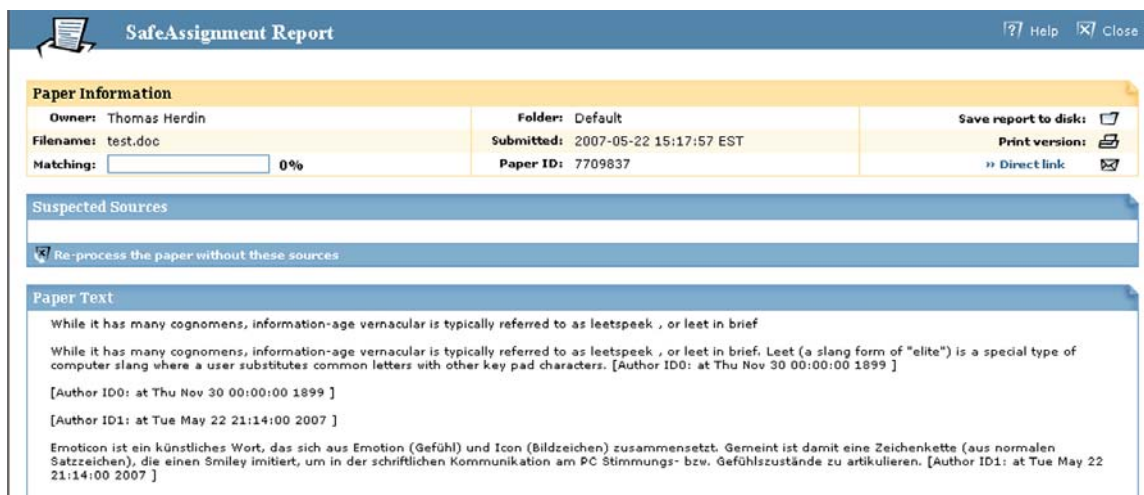 SafeAssignment Report
Help
Close
Paper Information
Owner: Thomas Herdin
Folder: Default
Save report to disk:
Filename: test.doc
Submitted: 2007-05-22 15:17:57 EST
Print version:
Matching: 0%
Paper ID: 7709837
» Direct link
Suspected Sources
Re-process the paper without these sources
Paper Text
While it has many cognomens, information-age vernacular is typically referred to as leetspeek , or leet in brief
While it has many cognomens, information-age vernacular is typically referred to as leetspeek , or leet in brief. Leet (a slang form of "elite") is a special type of
computer slang where a user substitutes common letters with other key pad characters. [Author ID0: at Thu Nov 30 00:00:00 1899 ]
[Author ID0: at Thu Nov 30 00:00:00 1899 ]
[Author ID1: at Tue May 22 21:14:00 2007 ]
Emoticon ist ein künstliches Wort, das sich aus Emotion (Gefühl) und Icon (Bildzeichen) zusammensetzt. Gemeint ist damit eine Zeichenkette (aus normalen
Satzzeichen), die einen Smiley imitiert, um in der schriftlichen Kommunikation am PC Stimmungs- bzw. Gefühlszustände zu artikulieren. [Author ID1: at Tue May 22
21:14:00 2007 ]